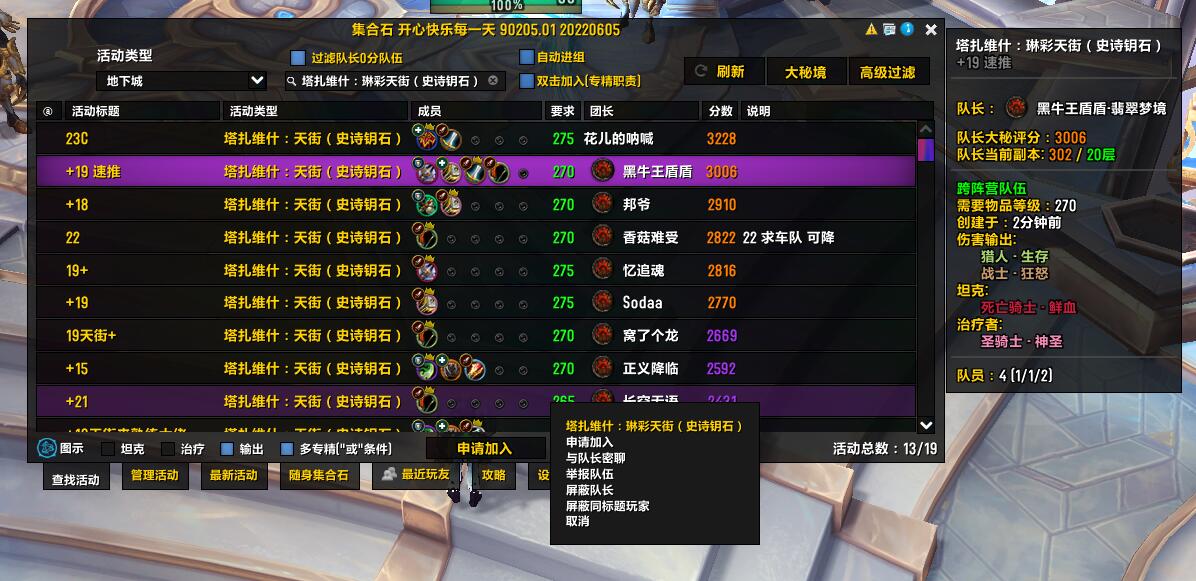 100%
集合石 开心快乐每一天 90205.01 20220605
活动类型
过滤队长0分队伍
自动进组
地下城
塔扎维什：琳彩天街（史诗钥石）
双击加入(专精职责)
刷新
大秘境
高级过滤
@ 活动标题 活动类型 成员 要求 团长 分数 说明
23C 塔扎维什：天街（史诗钥石） 275 花儿的呐喊 3228
+19 速推 塔扎维什：天街（史诗钥石） 270 黑牛王盾盾 3006
+18 塔扎维什：天街（史诗钥石） 270 邦爷 2910
22 塔扎维什：天街（史诗钥石） 270 香菇难受 2822 22 求车队 可降
19+ 塔扎维什：天街（史诗钥石） 275 忆追魂 2816
+19 塔扎维什：天街（史诗钥石） 275 Sodaa 2770
19天街+ 塔扎维什：天街（史诗钥石） 270 窝了个龙 2669
+15 塔扎维什：天街（史诗钥石） 270 正义降临 2592
+21 塔扎维什：天街（史诗钥石） 265
图示 坦克 治疗 输出 多专精("或"条件) 申请加入 活动总数：13/19
查找活动 管理活动 最新活动 随身集合石 最近玩友 攻略 设
塔扎维什：琳彩天街（史诗钥石）
申请加入
与队长密聊
举报队伍
屏蔽队长
屏蔽同标题玩家
取消
塔扎维什：琳彩天街（史诗钥石）
+19 速推
队长： 黑牛王盾盾-翡翠梦境
队长大秘评分：3006
队长当前副本: 302 / 20层
跨阵营队伍
需要物品等级：270
创建于：2分钟前
伤害输出:
猎人 - 生存
战士 - 狂怒
坦克:
死亡骑士 - 鲜血
治疗者:
圣骑士 - 神圣
队员：4 (1/1/2)